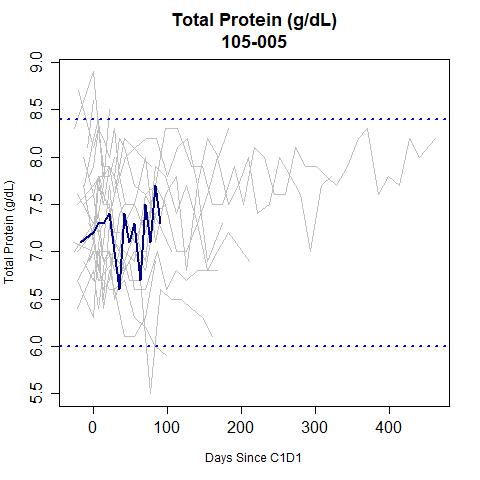 Total Protein (g/dL)
105-005
Total Protein (g/dL)
9.0
8.5
8.0
7.5
7.0
6.5
6.0
5.5
0 100 200 300 400
Days Since C1D1